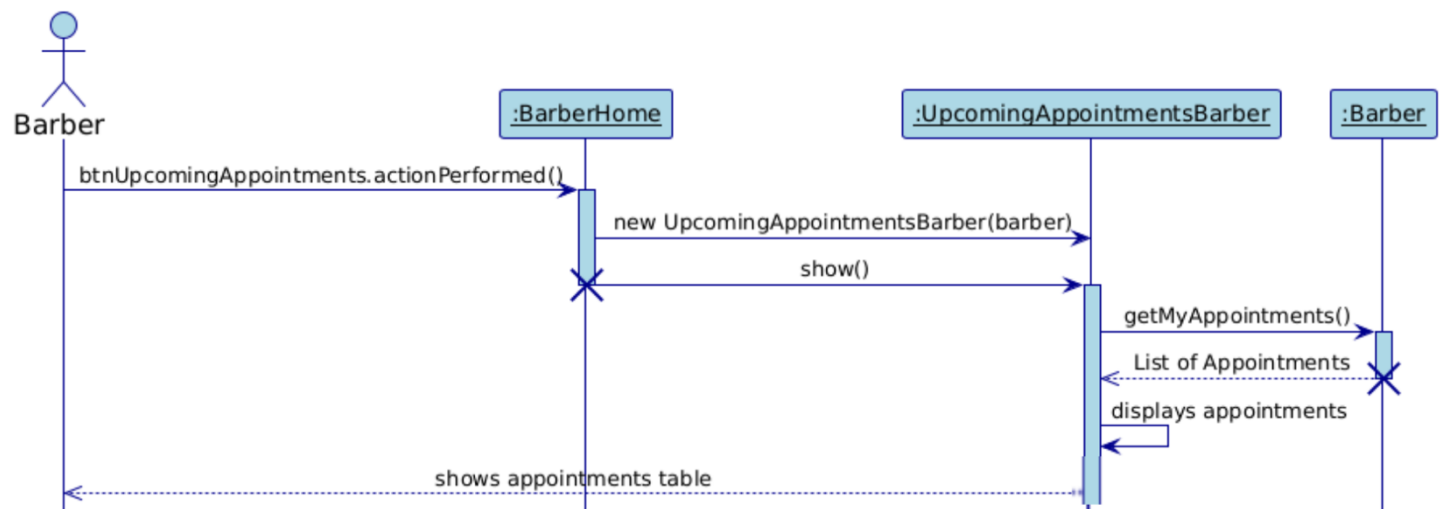 Barber
:BarberHome
:UpcomingAppointmentsBarber
:Barber
btnUpcomingAppointments.actionPerformed()
new UpcomingAppointmentsBarber(barber)
show()
getMyAppointments()
List of Appointments
displays appointments
shows appointments table